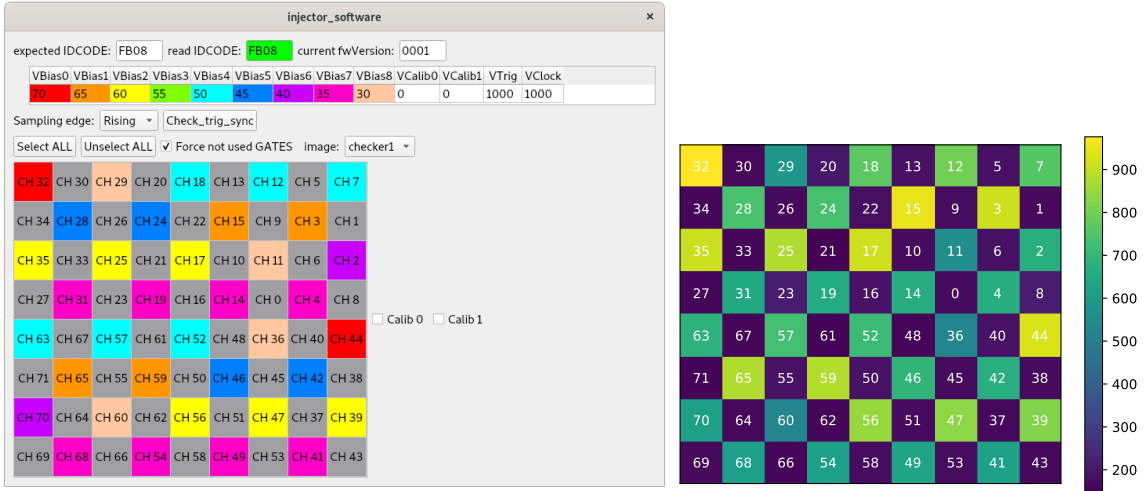 injector_software ×
expected IDCODE: FB08 read IDCODE: FB08 current fwVersion: 0001
VBias0 VBias1 VBias2 VBias3 VBias4 VBias5 VBias6 VBias7 VBias8 VCalib0 VCalib1 VTrig VClock
70 65 60 55 50 45 40 35 30 0 0 1000 1000
Sampling edge: Rising Check_trig_sync
Select ALL Unselect ALL Force not used GATES image: checker1
CH 32 CH 30 CH 29 CH 20 CH 18 CH 13 CH 12 CH 5 CH 7
CH 34 CH 28 CH 26 CH 24 CH 22 CH 15 CH 9 CH 3 CH 1
CH 35 CH 33 CH 25 CH 21 CH 17 CH 10 CH 11 CH 6 CH 2
CH 27 CH 31 CH 23 CH 19 CH 16 CH 14 CH 0 CH 4 CH 8
CH 63 CH 67 CH 57 CH 61 CH 52 CH 48 CH 36 CH 40 CH 44
CH 71 CH 65 CH 55 CH 59 CH 50 CH 46 CH 45 CH 42 CH 38
CH 70 CH 64 CH 60 CH 62 CH 56 CH 51 CH 47 CH 37 CH 39
CH 69 CH 68 CH 66 CH 54 CH 58 CH 49 CH 53 CH 41 CH 43
Calib 0 Calib 1
32 30 29 20 18 13 12 5 7
34 28 26 24 22 15 9 3 1
35 33 25 21 17 10 11 6 2
27 31 23 19 16 14 0 4 8
63 67 57 61 52 48 36 40 44
71 65 55 59 50 46 45 42 38
70 64 60 62 56 51 47 37 39
69 68 66 54 58 49 53 41 43
900
800
700
600
500
400
300
200